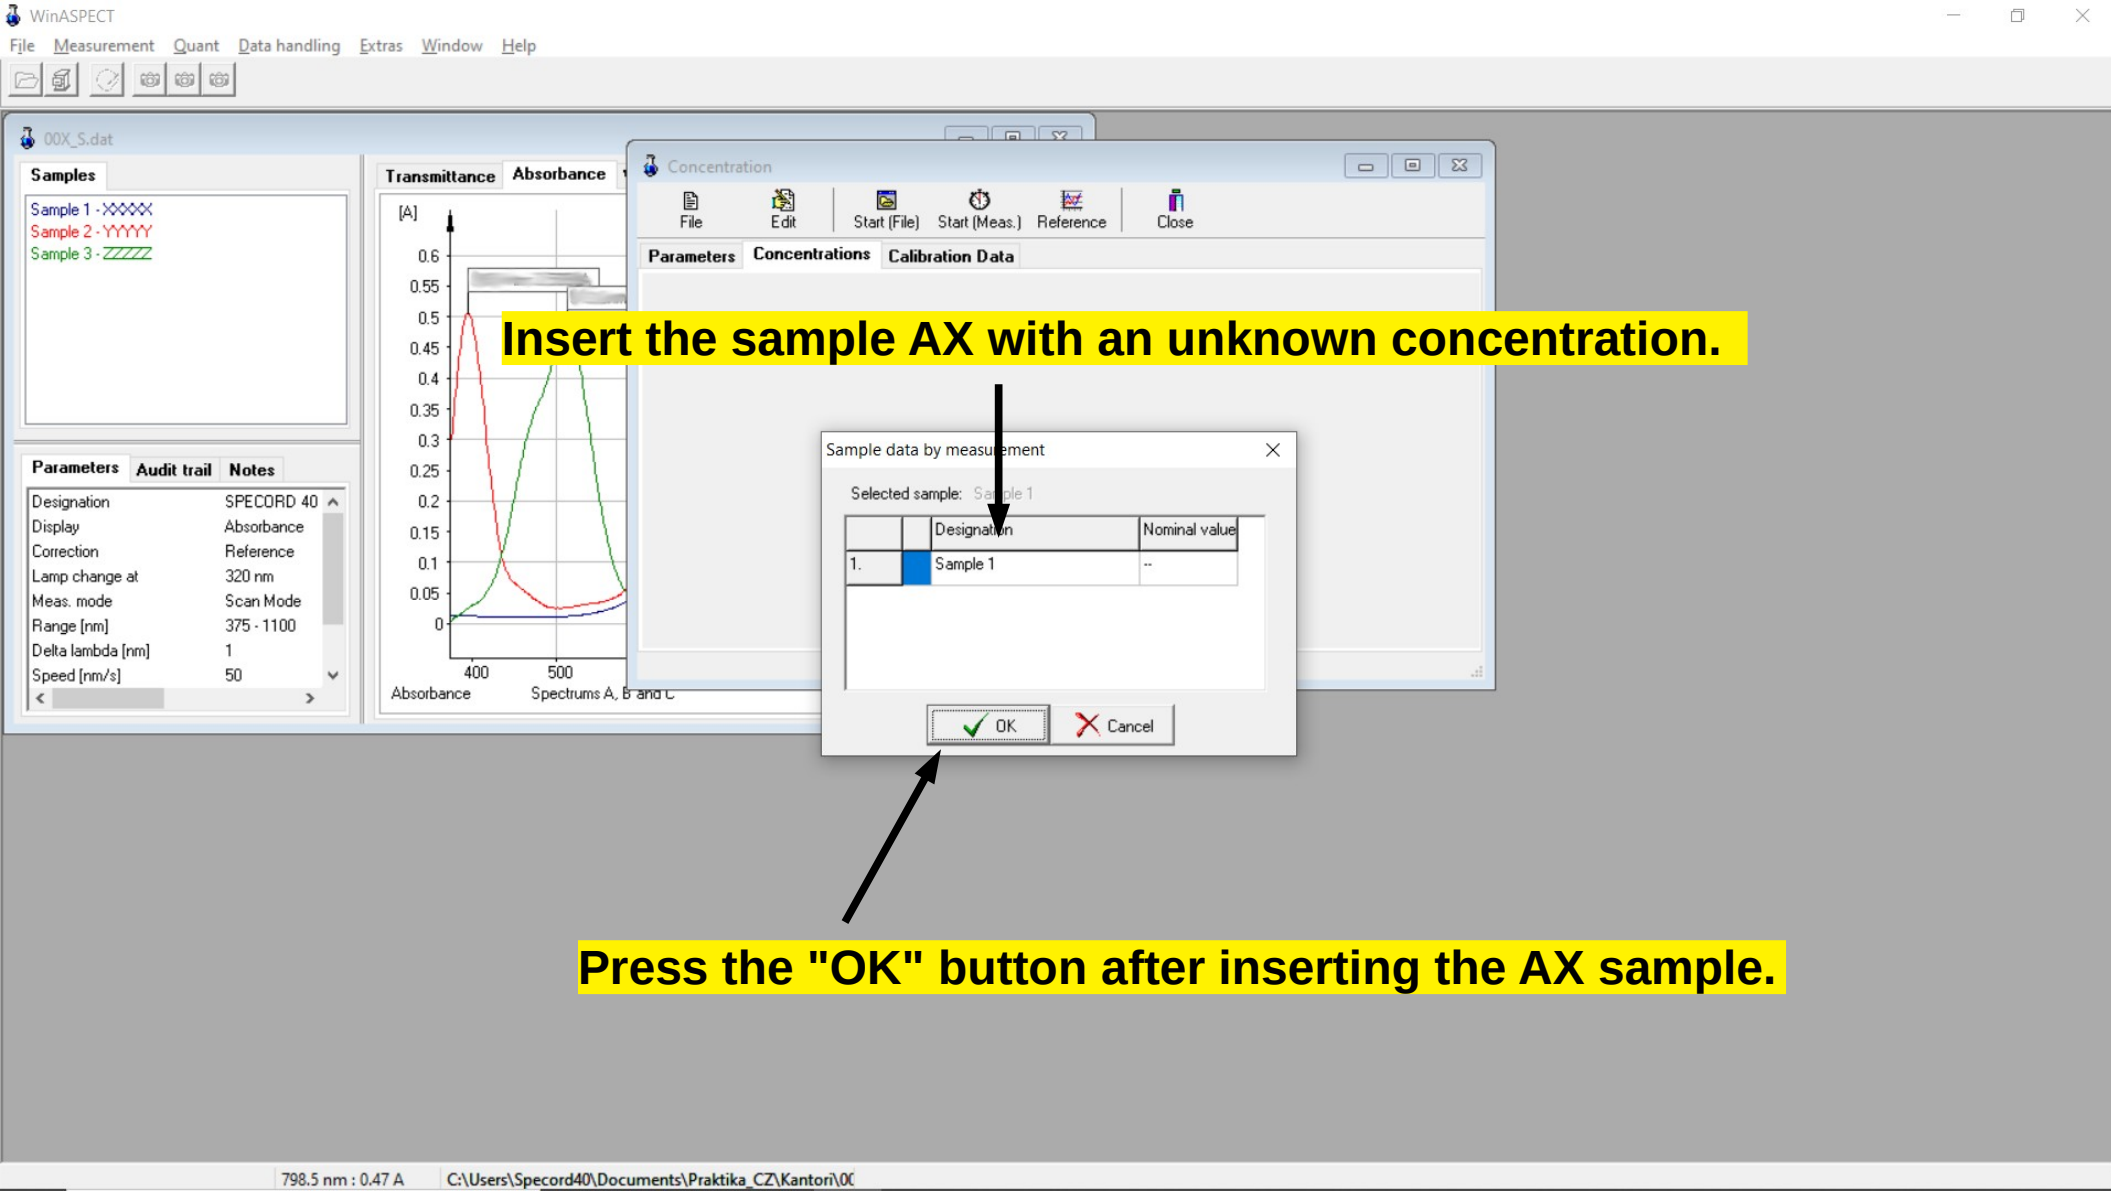 WinASPECT
File Measurement Quant Data handling Extras Window Help
00X_S.dat
Samples
Sample 1 - XXXXX
Sample 2 - YYYYY
Sample 3 - ZZZZZ
Transmittance Absorbance
[A]
0.6
0.55
0.5
0.45
0.4
0.35
0.3
0.25
0.2
0.15
0.1
0.05
0
400 500
Absorbance Spectrums A, B and C
Parameters Audit trail Notes
Designation SPECORD 40
Display Absorbance
Correction Reference
Lamp change at 320 nm
Meas. mode Scan Mode
Range [nm] 375 - 1100
Delta lambda [nm] 1
Speed [nm/s] 50
Concentration
File Edit Start (File) Start (Meas.) Reference Close
Parameters Concentrations Calibration Data
Insert the sample AX with an unknown concentration.
Sample data by measurement
Selected sample: Sample 1
Designation Nominal value
1. Sample 1 --
OK Cancel
Press the "OK" button after inserting the AX sample.
798.5 nm : 0.47 A C:\Users\Specord40\Documents\Praktika_CZ\Kantori\00